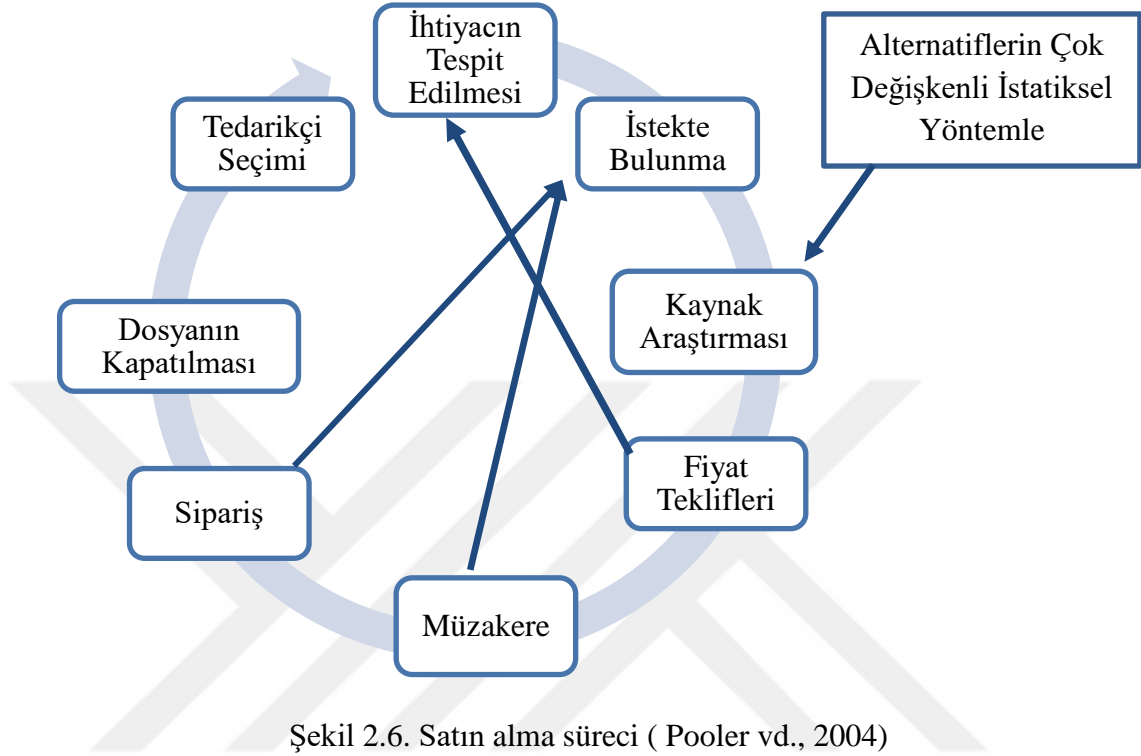 İhtiyacın
Tespit
Edilmesi
Alternatiflerin Çok
Değişkenli İstatiksel
Yöntemle
İstekte
Bulunma
Kaynak
Araştırması
Fiyat
Teklifleri
Müzakere
Sipariş
Dosyanın
Kapatılması
Tedarikçi
Seçimi
Şekil 2.6. Satın alma süreci ( Pooler vd., 2004)